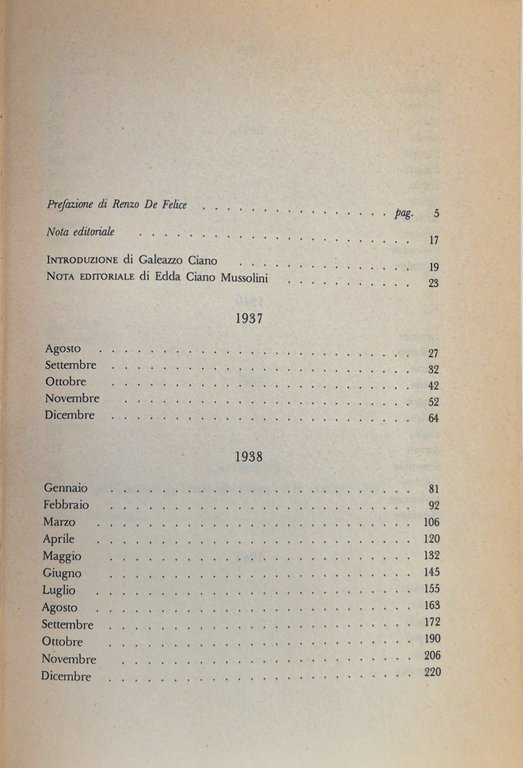 Prefazione di Renzo De Felice . . . . . . . . . . . . . . . pag. 5
Nota editoriale . . . . . . . . . . . . . . . . . . . . . 17
INTRODUZIONE di Galeazzo Ciano . . . . . . . . . . . . . 19
NOTA EDITORIALE di Edda Ciano Mussolini . . . . . . . . . . 23
1937
Agosto . . . . . . . . . . . . . . . . . . . . . . . . 27
Settembre . . . . . . . . . . . . . . . . . . . . . . . 32
Ottobre . . . . . . . . . . . . . . . . . . . . . . . 42
Novembre . . . . . . . . . . . . . . . . . . . . . . . 52
Dicembre . . . . . . . . . . . . . . . . . . . . . . . 64
1938
Gennaio . . . . . . . . . . . . . . . . . . . . . . . 81
Febbraio . . . . . . . . . . . . . . . . . . . . . . . 92
Marzo . . . . . . . . . . . . . . . . . . . . . . . . 106
Aprile . . . . . . . . . . . . . . . . . . . . . . . . 120
Maggio . . . . . . . . . . . . . . . . . . . . . . . 132
Giugno . . . . . . . . . . . . . . . . . . . . . . . 145
Luglio . . . . . . . . . . . . . . . . . . . . . . . . 155
Agosto . . . . . . . . . . . . . . . . . . . . . . . . 163
Settembre . . . . . . . . . . . . . . . . . . . . . . . 172
Ottobre . . . . . . . . . . . . . . . . . . . . . . . 190
Novembre . . . . . . . . . . . . . . . . . . . . . . . 206
Dicembre . . . . . . . . . . . . . . . . . . . . . . . 220